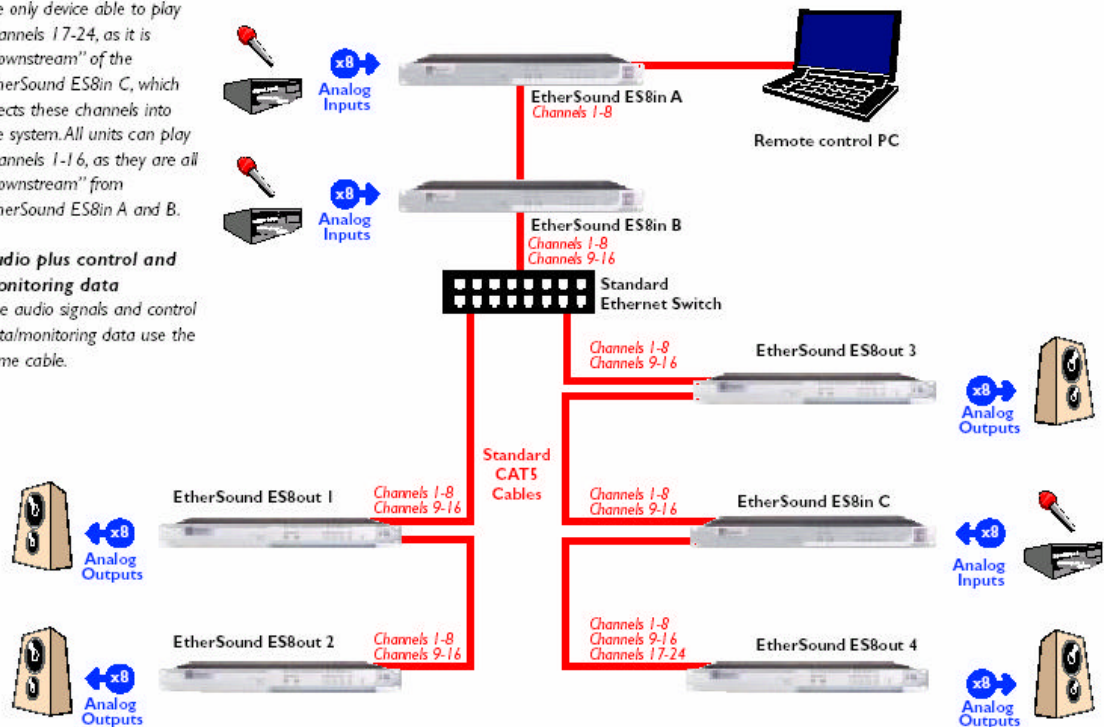 e only device able to play
annels 17-24, as it is
ownstream" of the
herSound ES8in C, which
ects these channels into
e system. All units can play
annels 1-16, as they are all
ownstream" from
herSound ES8in A and B.
udio plus control and
onitoring data
e audio signals and control
ta/monitoring data use the
me cable.
x8
Analog
Inputs
EtherSound ES8in A
Channels 1-8
Remote control PC
x8
Analog
Inputs
EtherSound ES8in B
Channels 1-8
Channels 9-16
Standard
Ethernet Switch
Channels 1-8
Channels 9-16
EtherSound ES8out 3
x8
Analog
Outputs
Standard
CAT5
Cables
EtherSound ES8out 1
Channels 1-8
Channels 9-16
x8
Analog
Outputs
Channels 1-8
Channels 9-16
EtherSound ES8in C
x8
Analog
Inputs
EtherSound ES8out 2
Channels 1-8
Channels 9-16
x8
Analog
Outputs
Channels 1-8
Channels 9-16
Channels 17-24
EtherSound ES8out 4
x8
Analog
Outputs